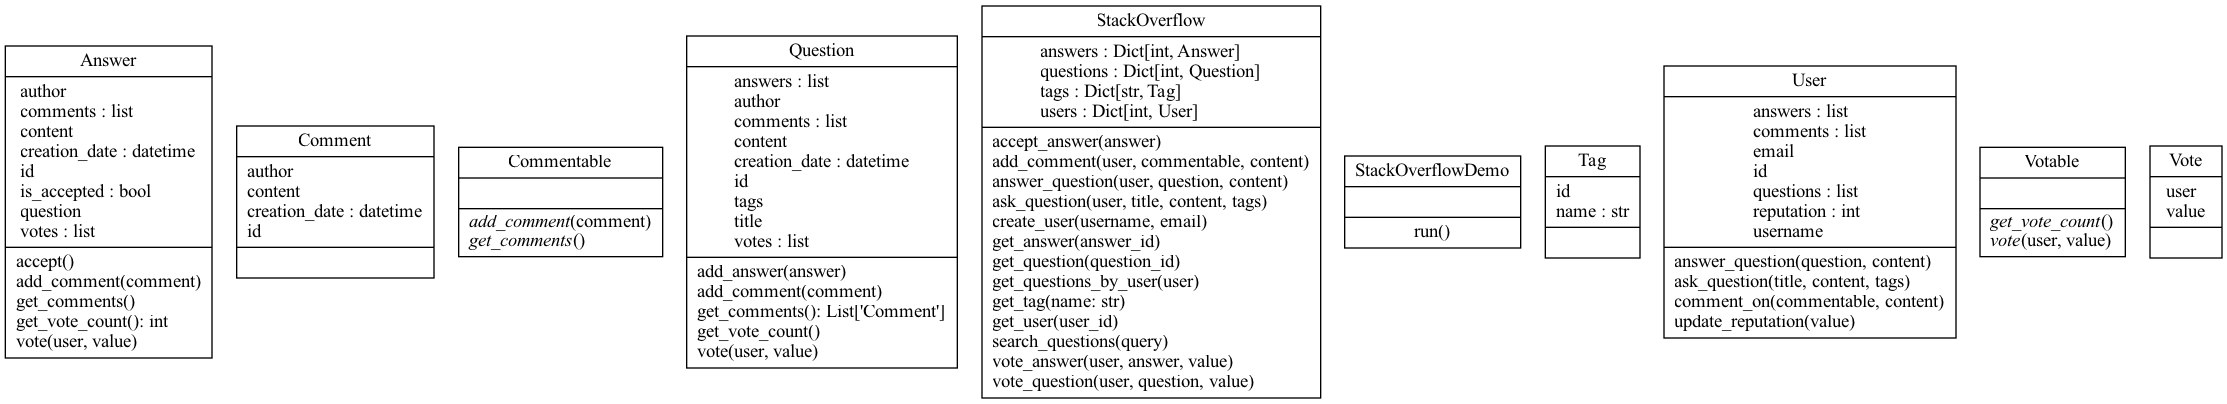 Answer
author
comments : list
content
creation_date : datetime
id
is_accepted : bool
question
votes : list
accept()
add_comment(comment)
get_comments()
get_vote_count(): int
vote(user, value)
Comment
author
content
creation_date : datetime
id
Commentable
add_comment(comment)
get_comments()
Question
answers : list
author
comments : list
content
creation_date : datetime
id
tags
title
votes : list
add_answer(answer)
add_comment(comment)
get_comments(): List['Comment']
get_vote_count()
vote(user, value)
StackOverflow
answers : Dict[int, Answer]
questions : Dict[int, Question]
tags : Dict[str, Tag]
users : Dict[int, User]
accept_answer(answer)
add_comment(user, commentable, content)
answer_question(user, question, content)
ask_question(user, title, content, tags)
create_user(username, email)
get_answer(answer_id)
get_question(question_id)
get_questions_by_user(user)
get_tag(name: str)
get_user(user_id)
search_questions(query)
vote_answer(user, answer, value)
vote_question(user, question, value)
StackOverflowDemo
run()
Tag
id
name : str
User
answers : list
comments : list
email
id
questions : list
reputation : int
username
answer_question(question, content)
ask_question(title, content, tags)
comment_on(commentable, content)
update_reputation(value)
Votable
get_vote_count()
vote(user, value)
Vote
user
value